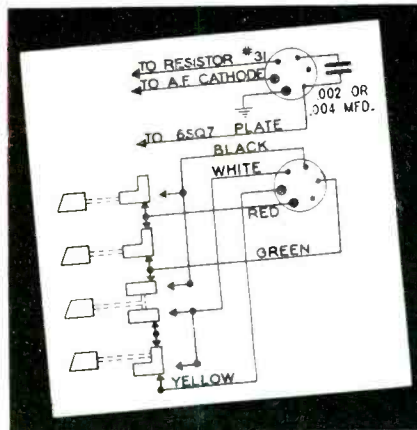 TO RESISTOR #31
TO A.F. CATHODE
.002 OR
.004 MFD.
TO 6SQ7 PLATE
BLACK
WHITE
RED
GREEN
YELLOW